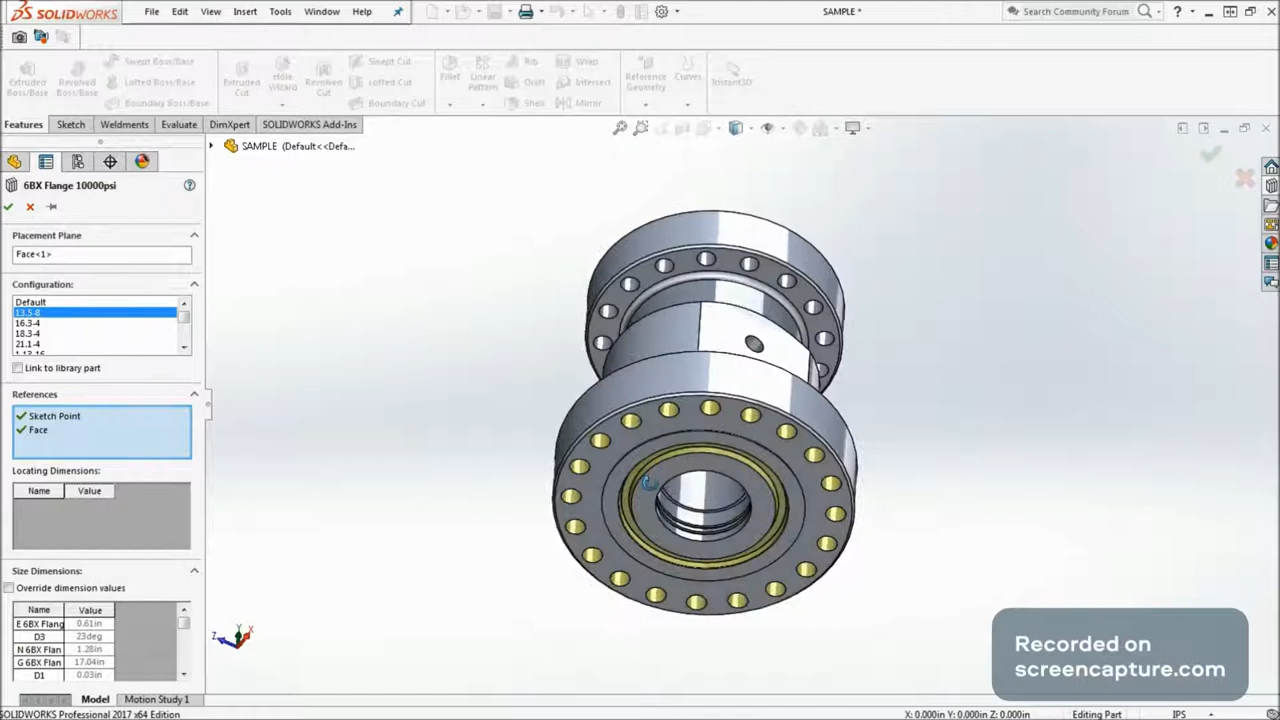 SOLIDWORKS
File Edit View Insert Tools Window
SAMPLE *
Search Community Forum
?
Extruded Boss/Base
Revolved Boss/Base
Swept Boss/Base
Lofted Boss/Base
Boundary Boss/Base
Extruded Cut
Hole Wizard
Revolved Cut
Swept Cut
Lofted Cut
Boundary Cut
Fillet
Linear Pattern
Rib
Draft
Shell
Wrap
Intersect
Mirror
Reference Geometry
Curves
Instant3D
Features Sketch Weldments Evaluate DimXpert SOLIDWORKS Add-Ins
SAMPLE (Default<<Defa...
6BX Flange 10000psi
?
Placement Plane
Face<1>
Configuration:
Default
13.5-8
16.3-4
18.3-4
21.1-4
1.13-16
Link to library part
References
Sketch Point
Face
Locating Dimensions:
Name Value
Size Dimensions:
Override dimension values
Name Value
E 6BX Flang 0.61in
D3 23deg
N 6BX Flan 1.28in
G 6BX Flan 17.04in
D1 0.03in
Z Y X
Recorded on
screencapture.com
Model Motion Study 1
SOLIDWORKS Professional 2017 x64 Edition
X: 0.000in Y: 0.000in Z: 0.000in Editing Part IPS